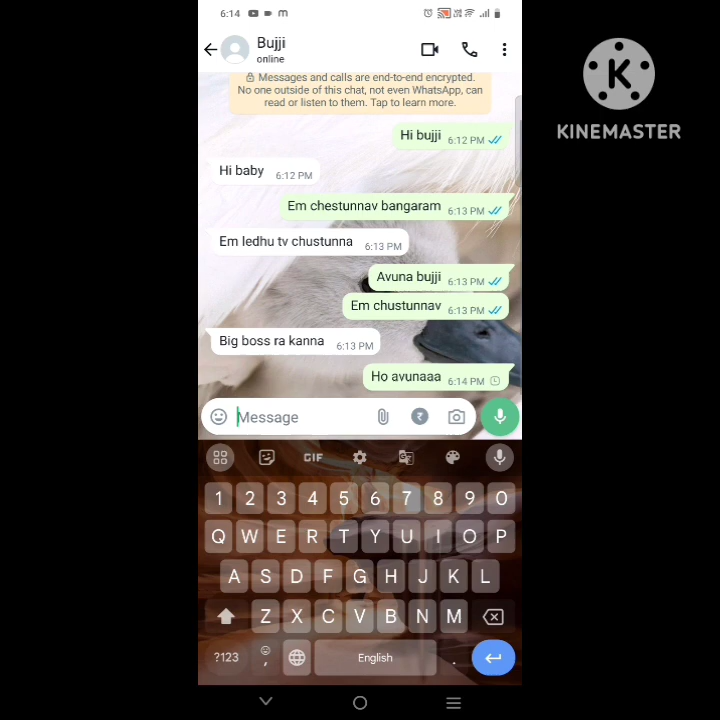 6:14
Bujji
online
Messages and calls are end-to-end encrypted.
No one outside of this chat, not even WhatsApp, can
read or listen to them. Tap to learn more.
Hi bujji 6:12 PM
Hi baby 6:12 PM
Em chestunnav bangaram 6:13 PM
Em ledhu tv chustunna 6:13 PM
Avuna bujji 6:13 PM
Em chustunnav 6:13 PM
Big boss ra kanna 6:13 PM
Ho avunaaa 6:14 PM
Message ₹
GIF
1 2 3 4 5 6 7 8 9 0
Q W E R T Y U I O P
A S D F G H J K L
Z X C V B N M
?123 , English .
K
KINEMASTER